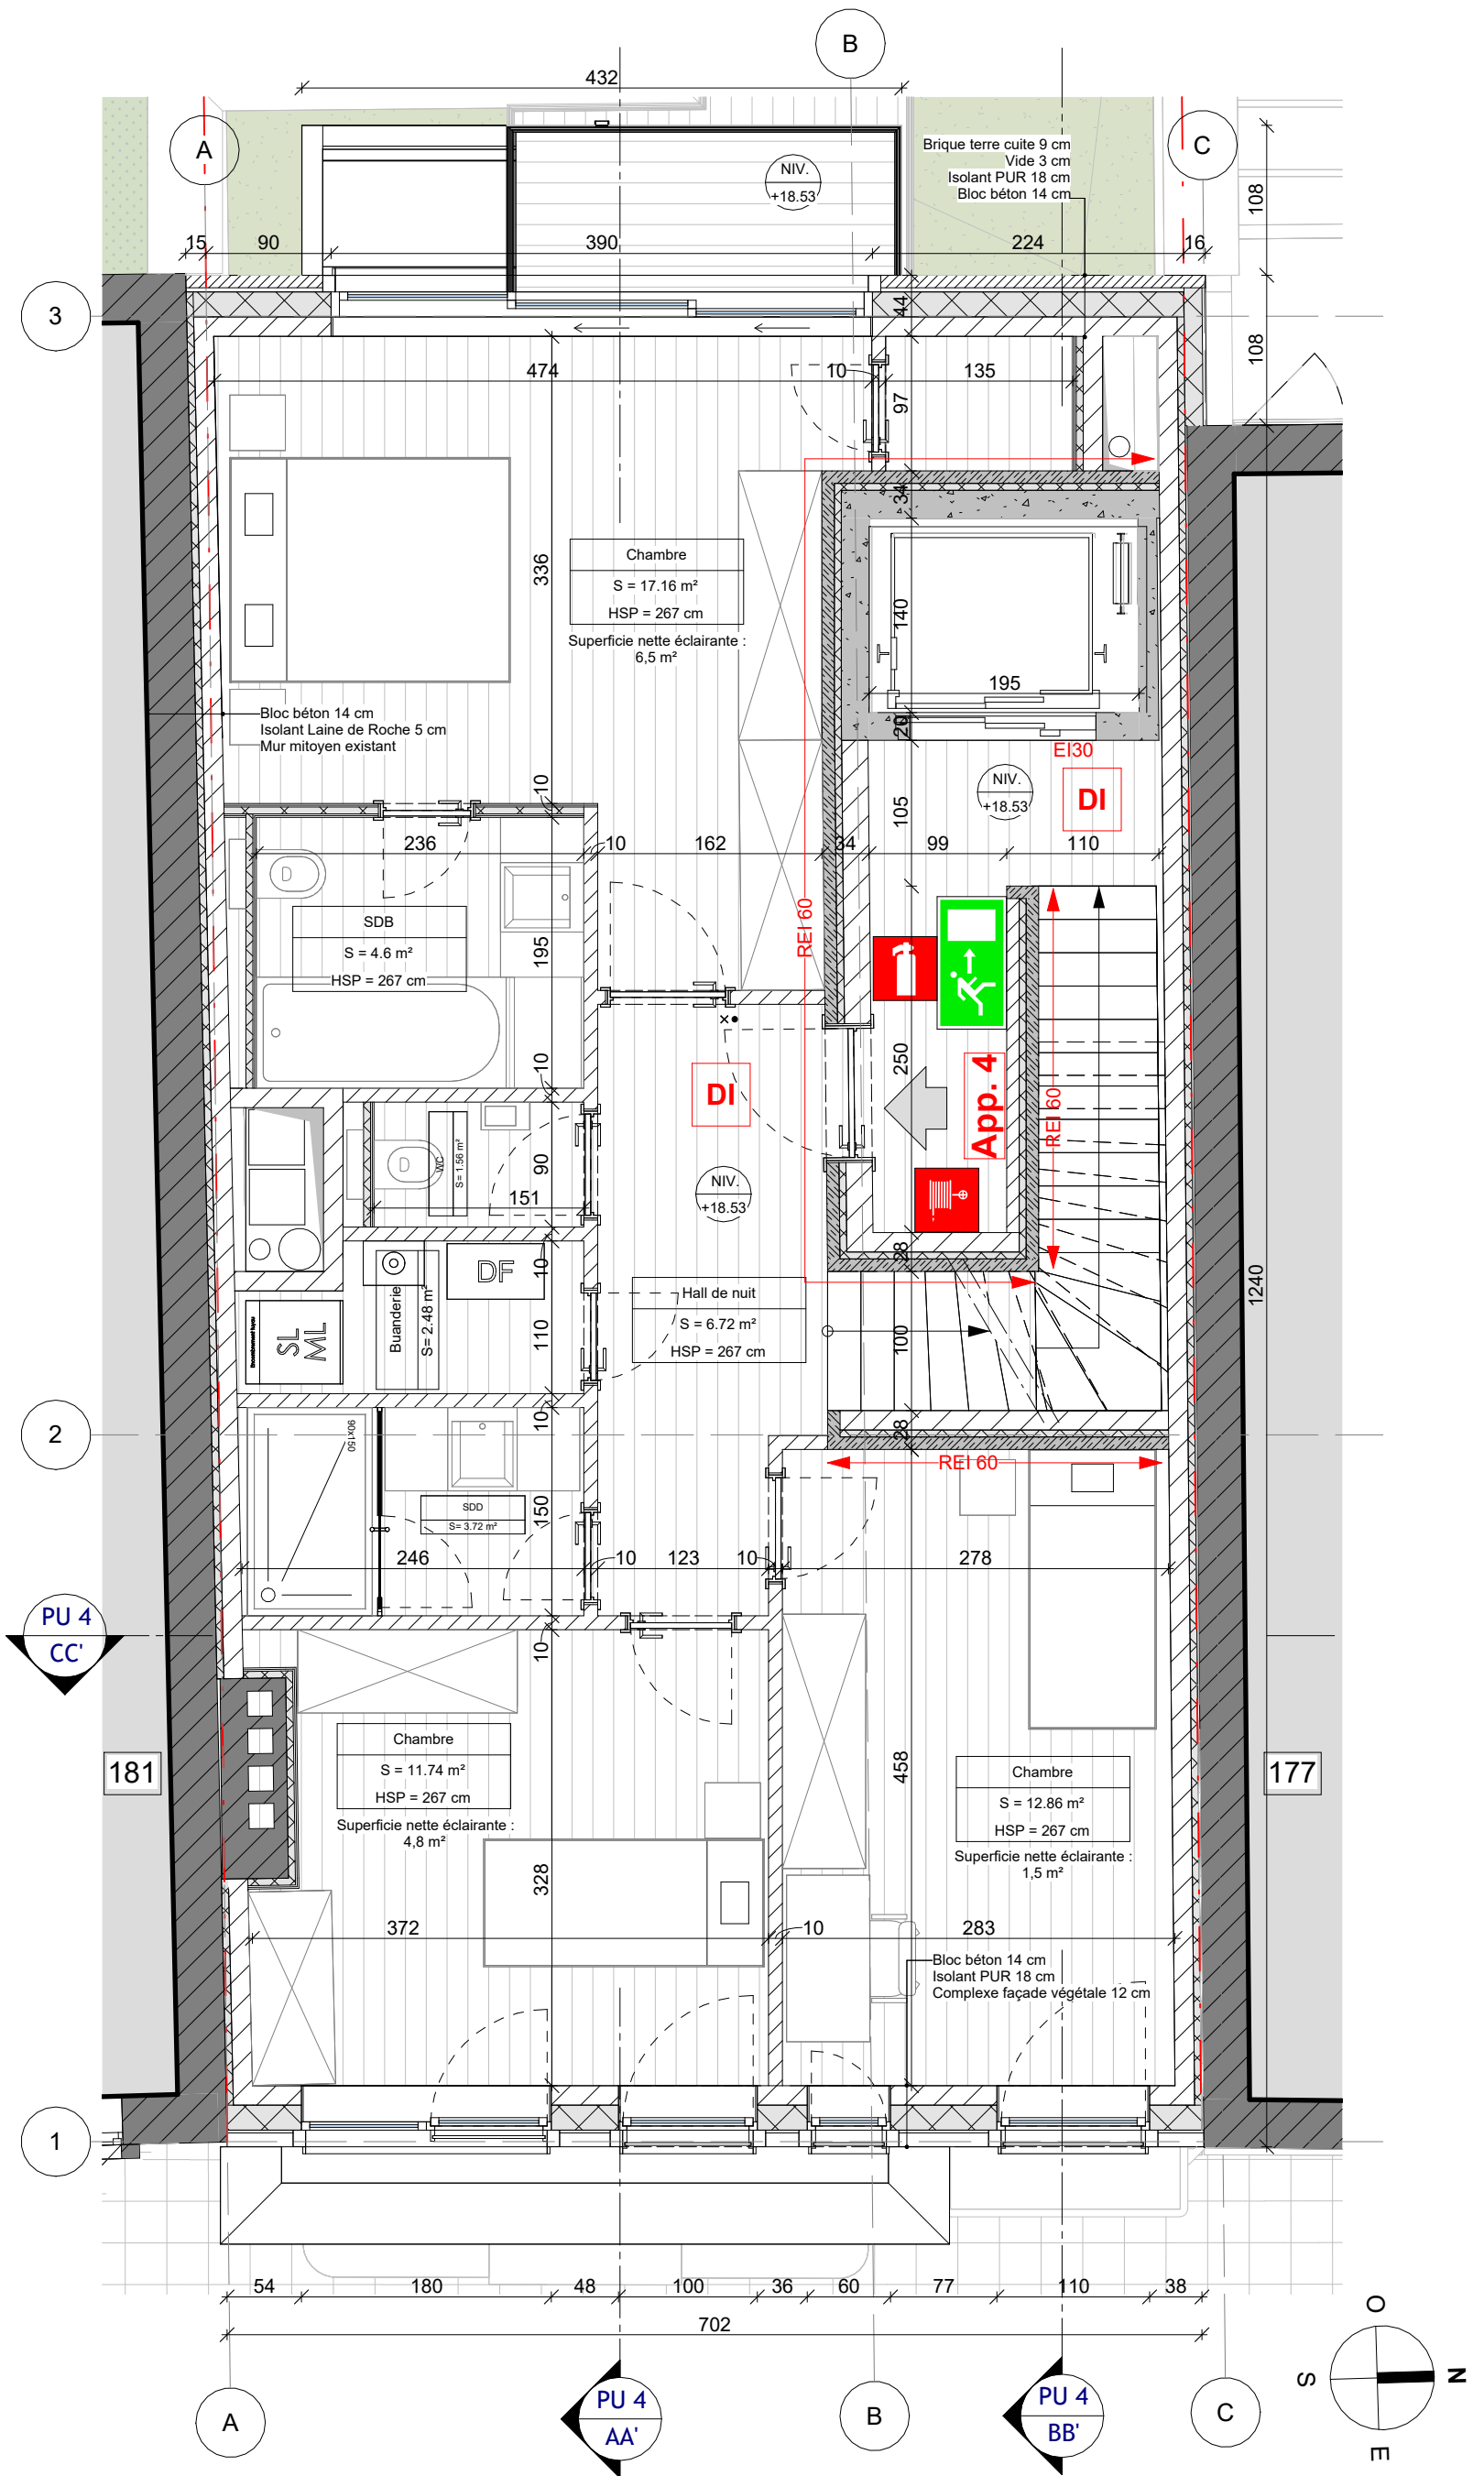 B
432
A
C
NIV.
+18.53
Brique terre cuite 9 cm
Vide 3 cm
Isolant PUR 18 cm
Bloc béton 14 cm
108
15
90
390
224
16
3
44
108
474
10
135
97
34
336
Chambre
S = 17.16 m²
HSP = 267 cm
Superficie nette éclairante :
6,5 m²
140
195
20
Bloc béton 14 cm
Isolant Laine de Roche 5 cm
Mur mitoyen existant
EI30
NIV.
+18.53
DI
10
105
236
10
162
34
99
110
SDB
S = 4.6 m²
HSP = 267 cm
195
REI 60
10
DI
250
App. 4
REI 60
WC
S= 1.56 m²
90
151
NIV.
+18.53
28
10
DF
Buanderie
S= 2.48 m²
SL
ML
110
Hall de nuit
S = 6.72 m²
HSP = 267 cm
100
1240
10
28
2
90x150
REI 60
SDD
S= 3.72 m²
150
246
10
123
10
278
10
PU 4
CC'
Chambre
S = 11.74 m²
HSP = 267 cm
Superficie nette éclairante :
4,8 m²
458
Chambre
S = 12.86 m²
HSP = 267 cm
Superficie nette éclairante :
1,5 m²
181
177
328
372
10
283
Bloc béton 14 cm
Isolant PUR 18 cm
Complexe façade végétale 12 cm
1
54
180
48
100
36
60
77
110
38
702
O
S
N
E
A
PU 4
AA'
B
PU 4
BB'
C